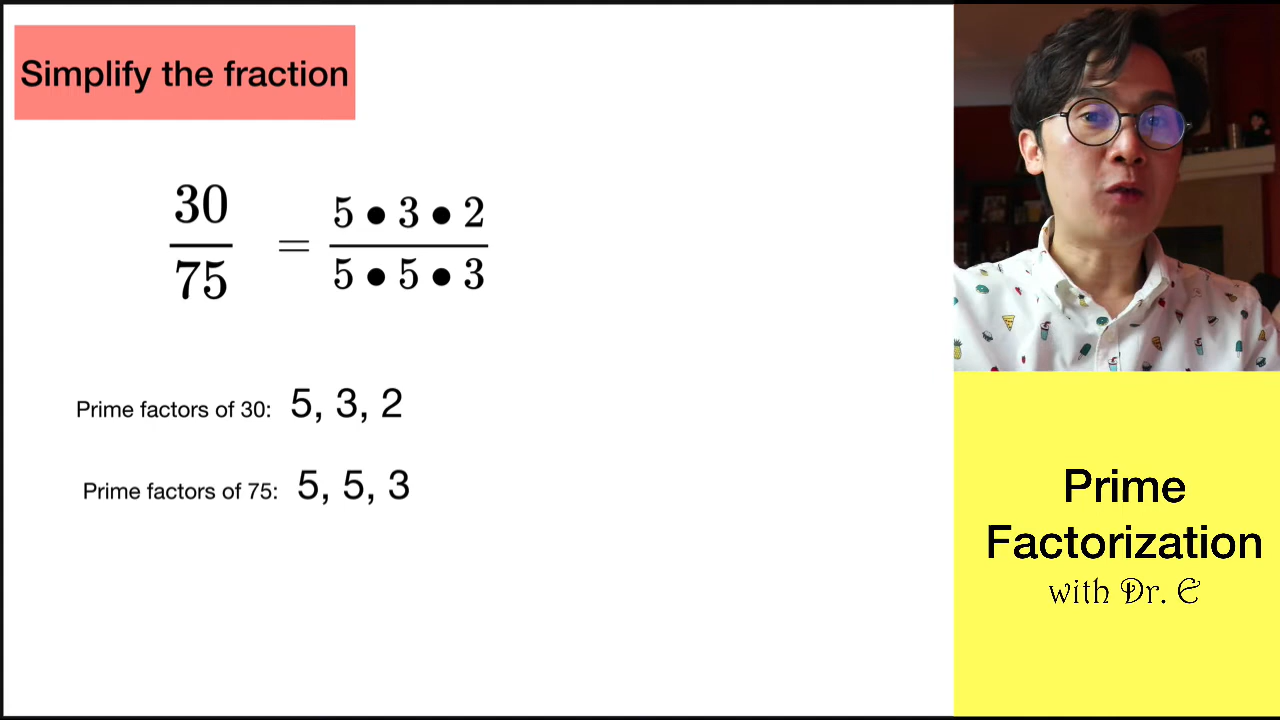 Simplify the fraction
30/75 = 5 • 3 • 2 / 5 • 5 • 3
Prime factors of 30: 5, 3, 2
Prime factors of 75: 5, 5, 3
Prime
Factorization
with Dr. E